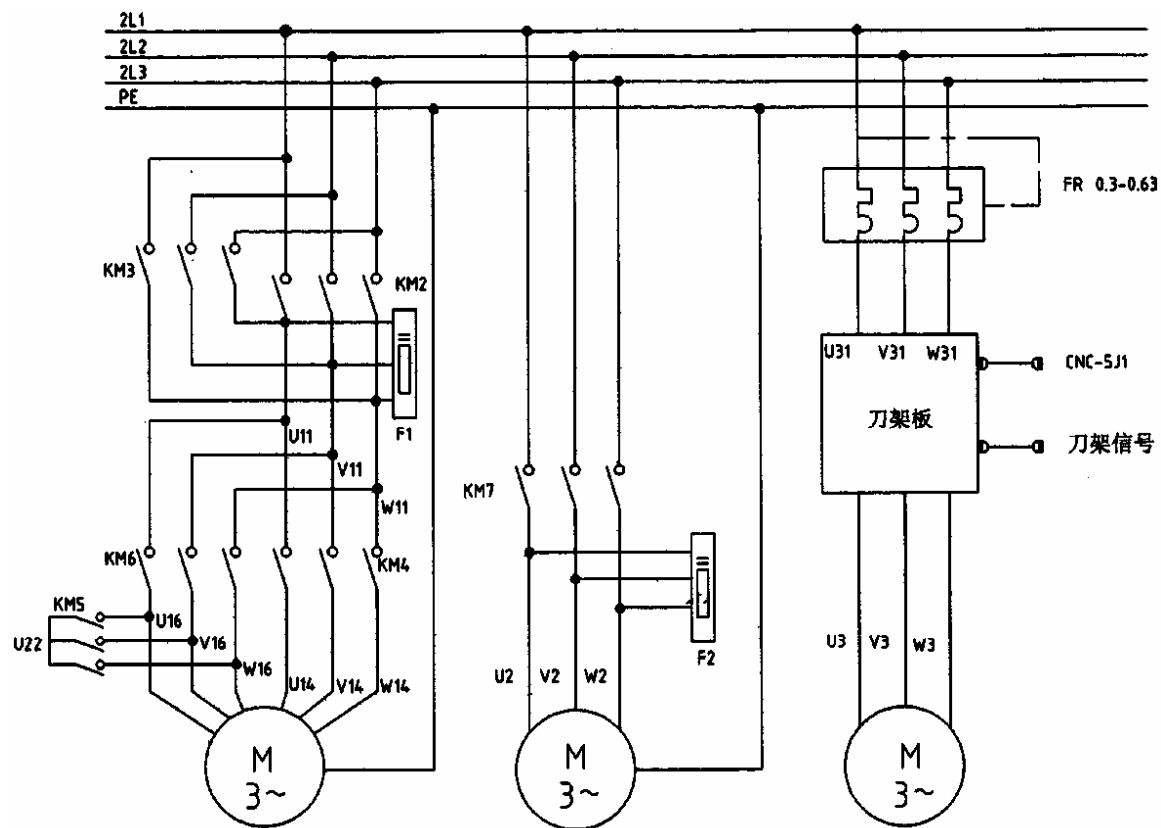 2L1
2L2
2L3
PE
FR 0.3-0.63
KM3
KM2
F1
U11
V11
W11
KM6
KM4
KM5
U22
U16
V16
W16
U14
V14
W14
M
3~
KM7
F2
U2 V2 W2
M
3~
U31 V31 W31
CNC-5J1
刀架板
刀架信号
U3 V3 W3
M
3~